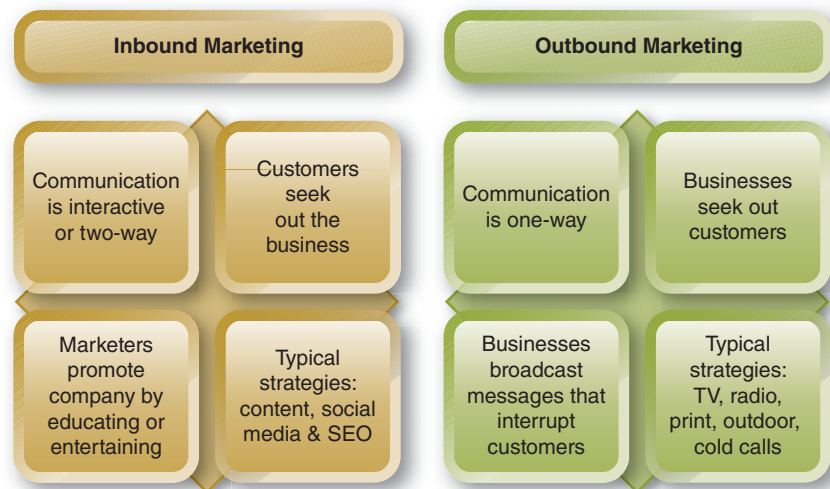 Inbound Marketing
Communication
is interactive
or two-way
Customers
seek
out the
business
Marketers
promote
company by
educating or
entertaining
Typical
strategies:
content, social
media & SEO
Outbound Marketing
Communication
is one-way
Businesses
seek out
customers
Businesses
broadcast
messages that
interrupt
customers
Typical
strategies:
TV, radio,
print, outdoor,
cold calls